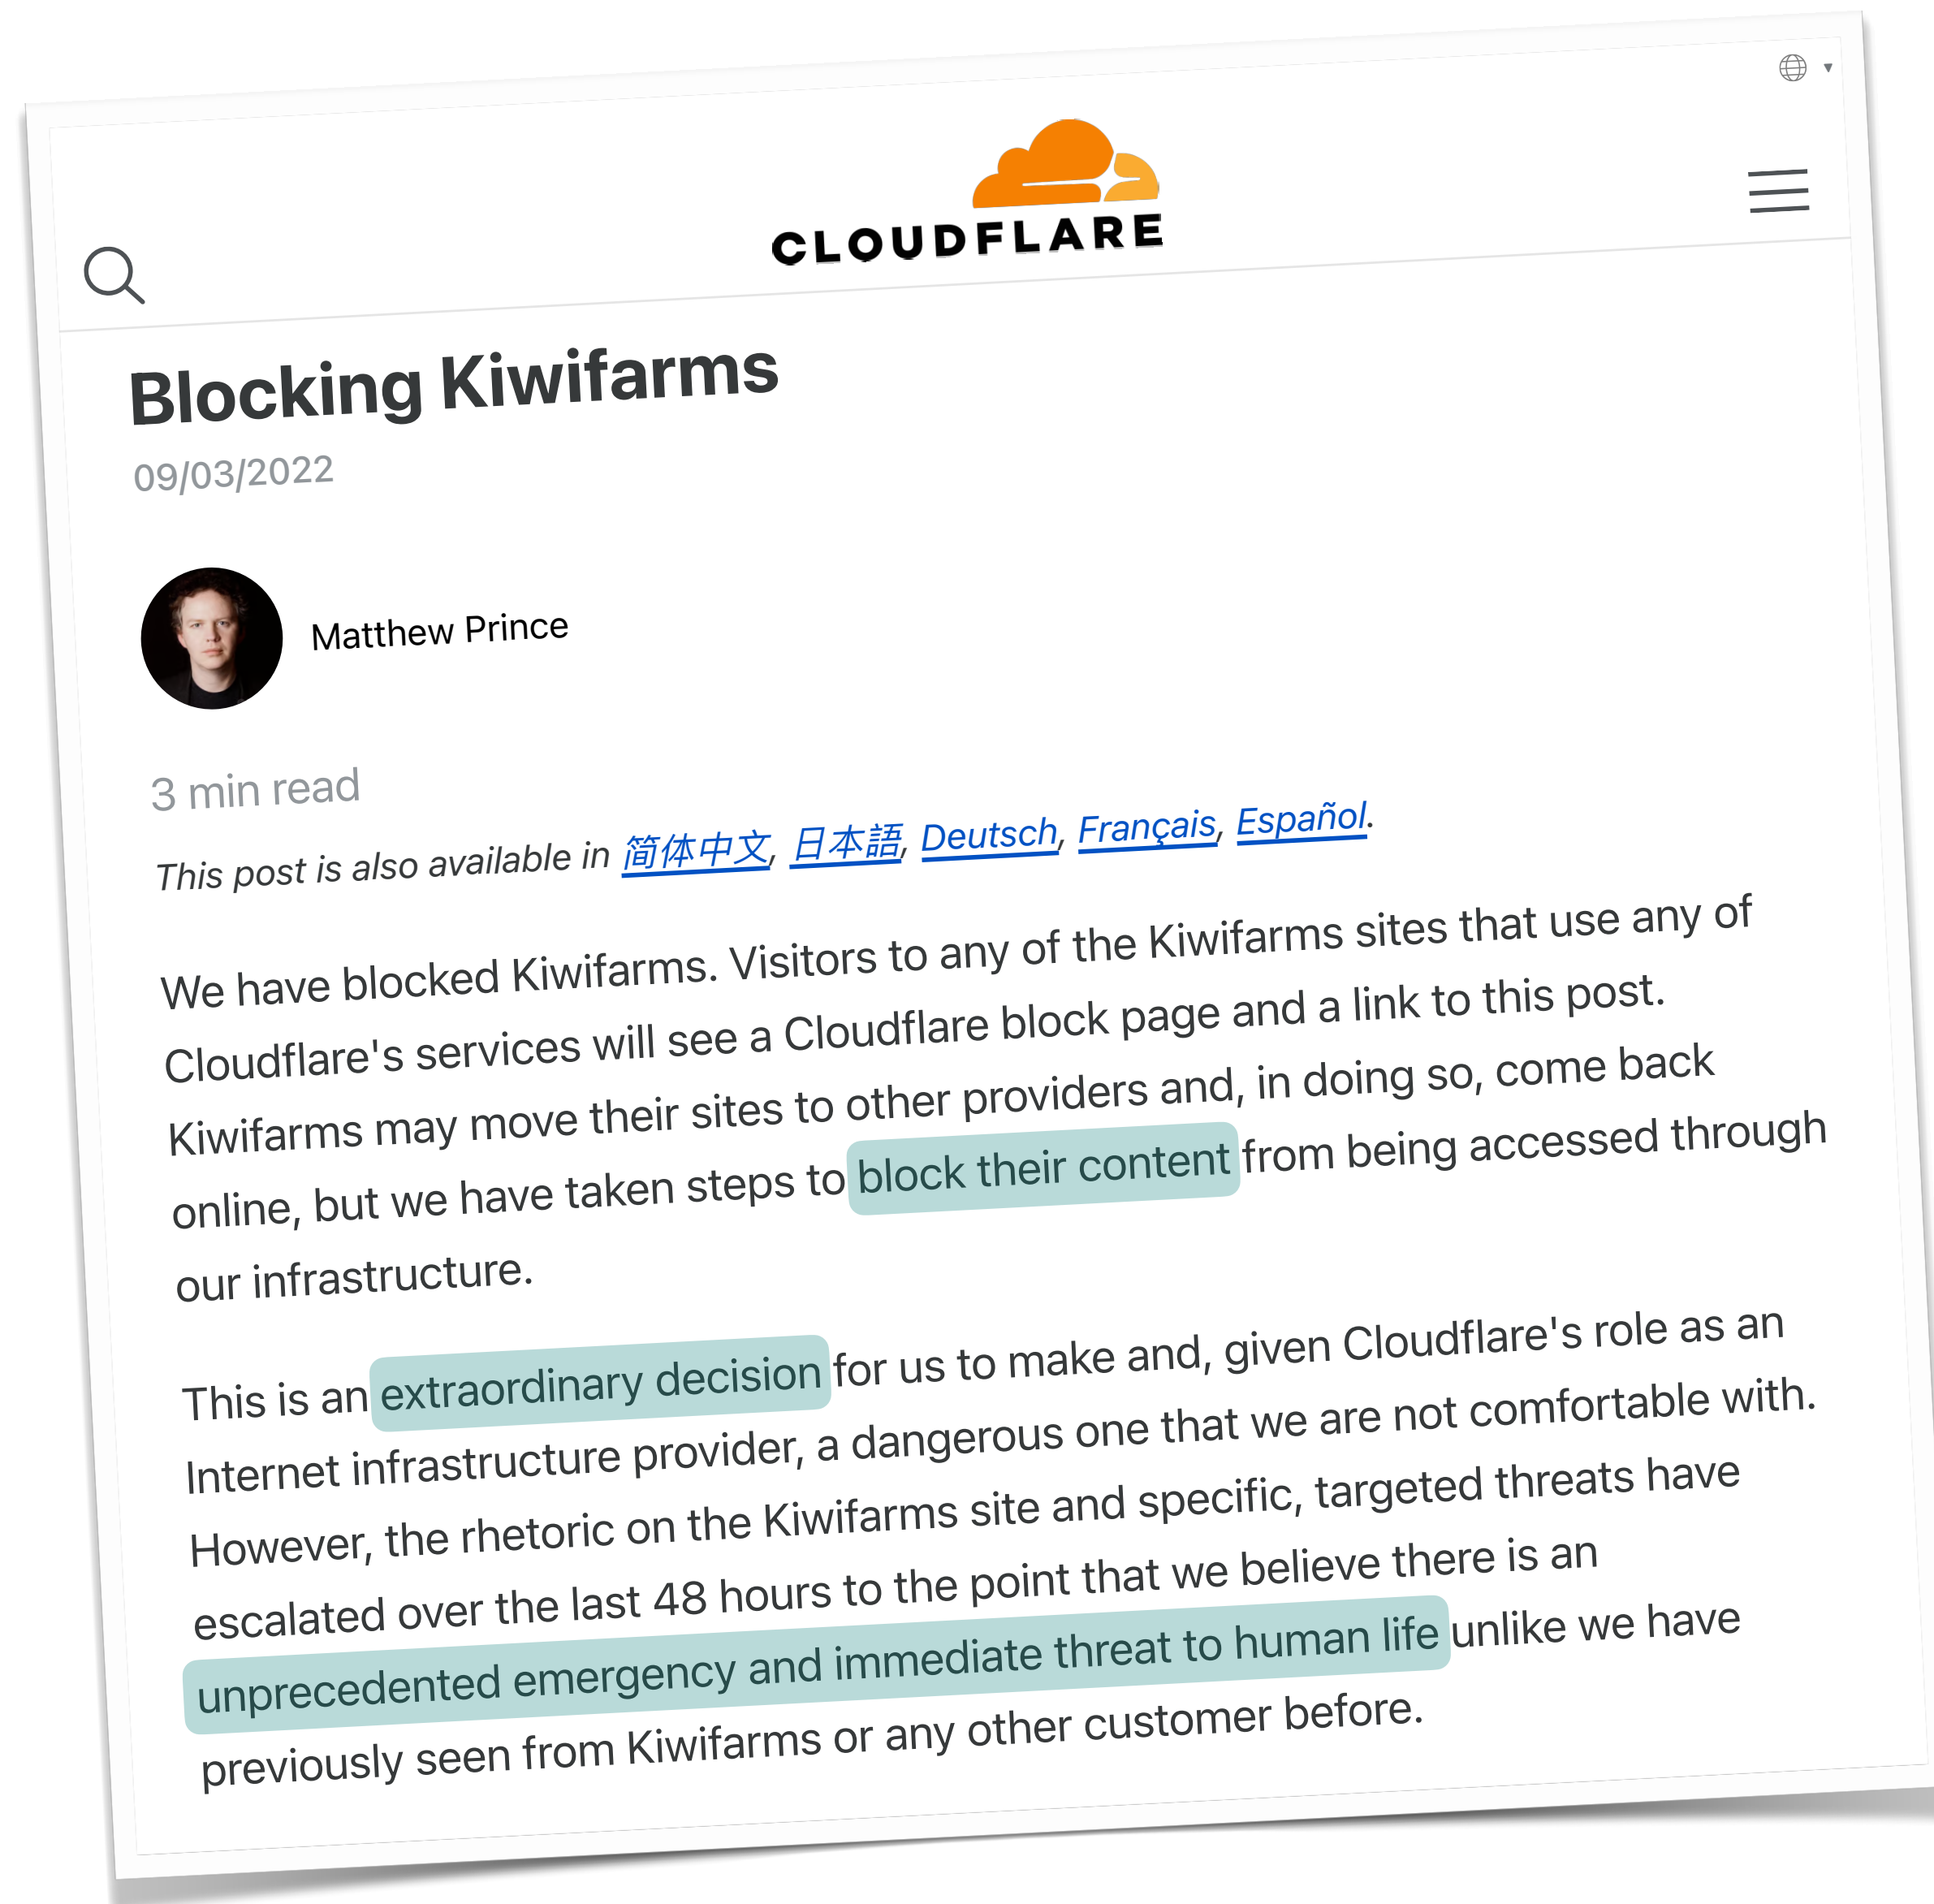 CLOUDFLARE
Blocking Kiwifarms
09/03/2022
Matthew Prince
3 min read
This post is also available in 简体中文, 日本語, Deutsch, Français, Español.
We have blocked Kiwifarms. Visitors to any of the Kiwifarms sites that use any of
Cloudflare's services will see a Cloudflare block page and a link to this post.
Kiwifarms may move their sites to other providers and, in doing so, come back
online, but we have taken steps to block their content from being accessed through
our infrastructure.
This is an extraordinary decision for us to make and, given Cloudflare's role as an
Internet infrastructure provider, a dangerous one that we are not comfortable with.
However, the rhetoric on the Kiwifarms site and specific, targeted threats have
escalated over the last 48 hours to the point that we believe there is an
unprecedented emergency and immediate threat to human life unlike we have
previously seen from Kiwifarms or any other customer before.